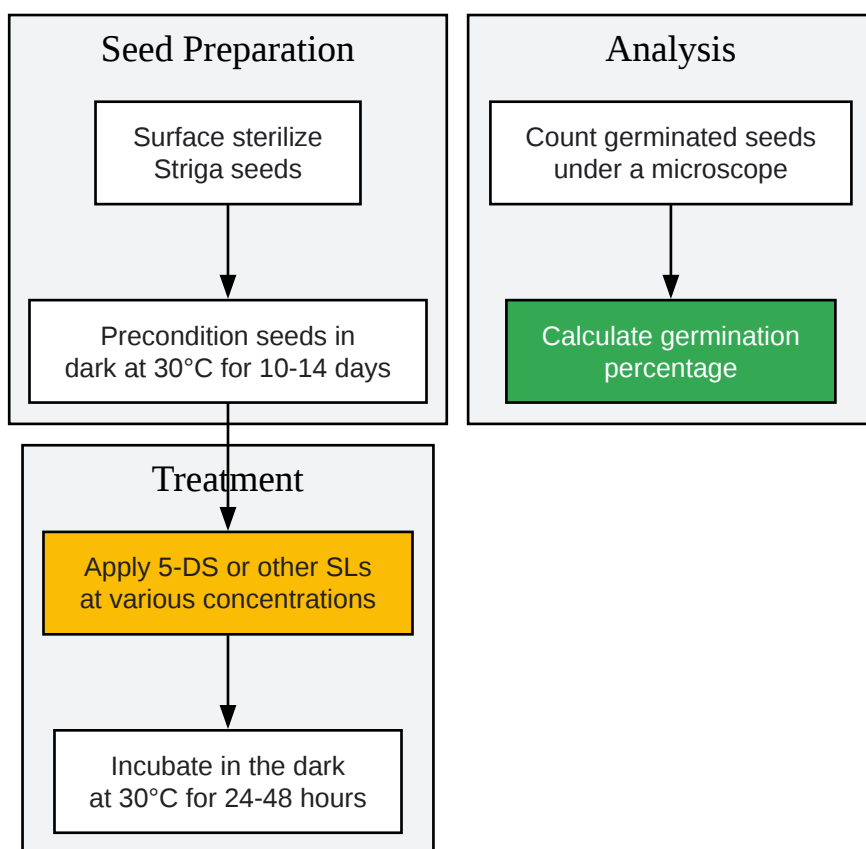 Seed Preparation
Surface sterilize
Striga seeds
Precondition seeds in
dark at 30°C for 10-14 days
Treatment
Apply 5-DS or other SLs
at various concentrations
Incubate in the dark
at 30°C for 24-48 hours
Analysis
Count germinated seeds
under a microscope
Calculate germination
percentage